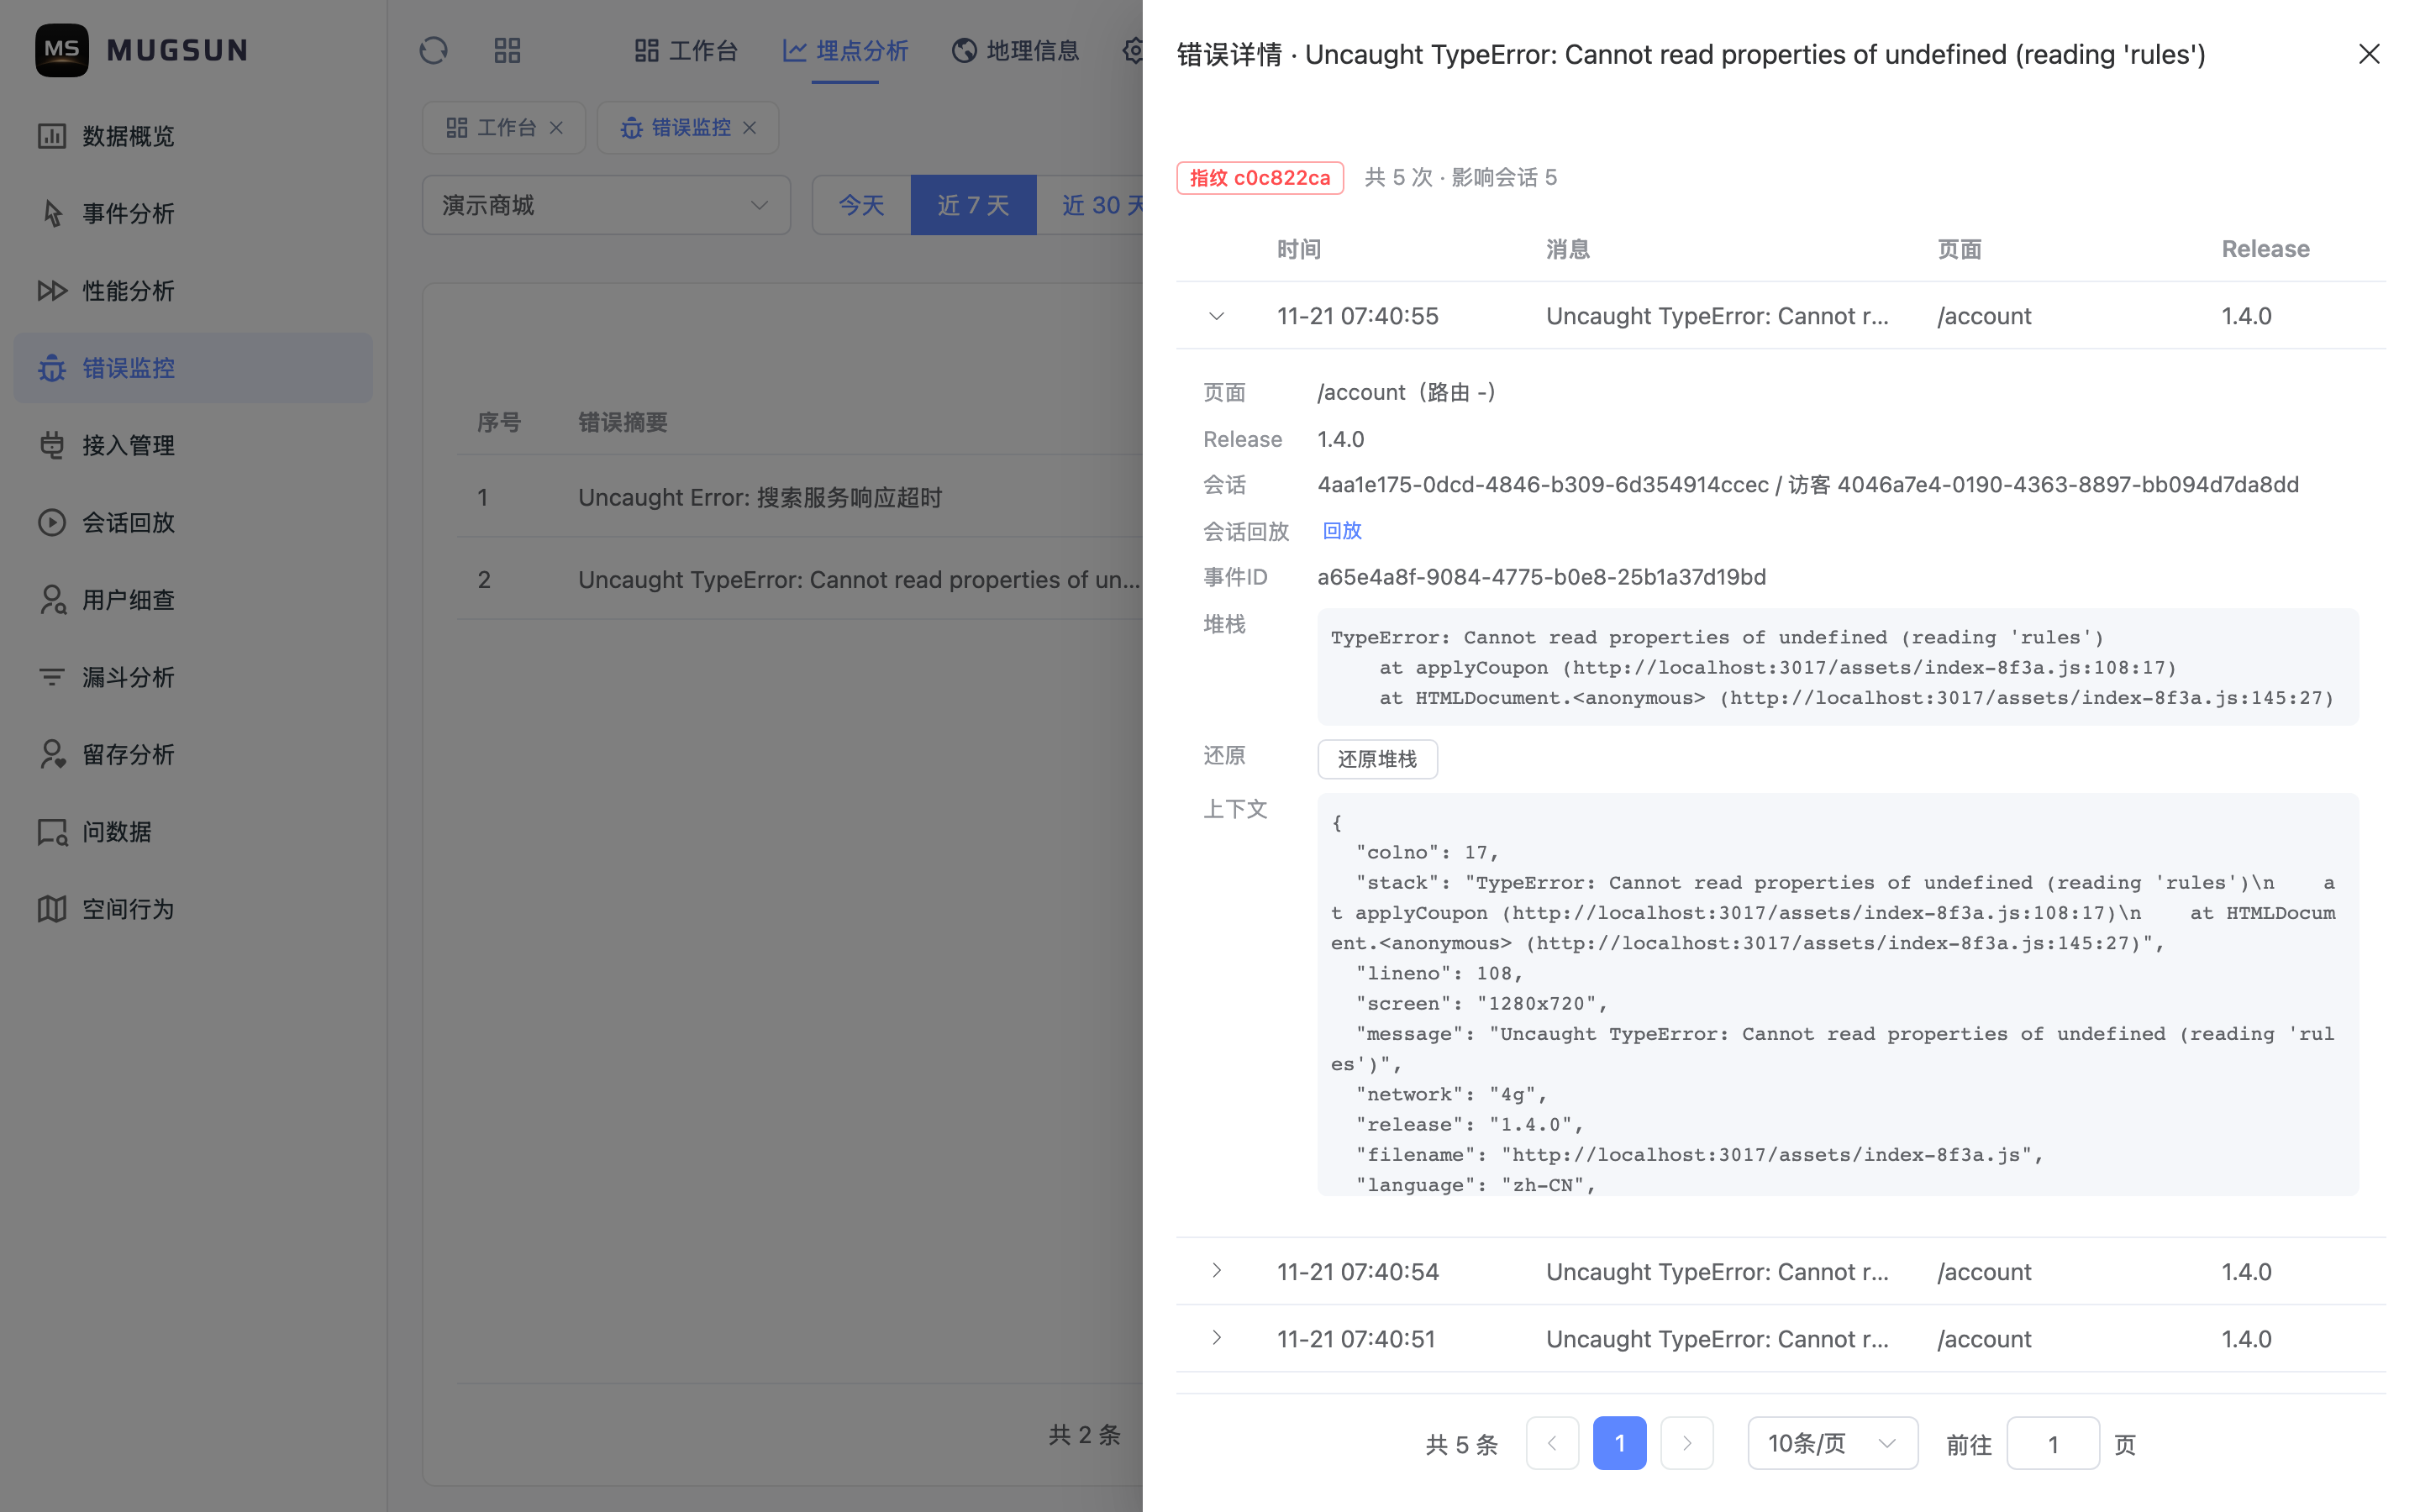 MS MUGSUN
数据概览
事件分析
性能分析
错误监控
接入管理
会话回放
用户细查
漏斗分析
留存分析
问数据
空间行为
工作台 埋点分析 地理信息
工作台 错误监控
演示商城 今天 近 7 天 近 30 天
序号 错误摘要
1 Uncaught Error: 搜索服务响应超时
2 Uncaught TypeError: Cannot read properties of un...
共 2 条
错误详情 · Uncaught TypeError: Cannot read properties of undefined (reading 'rules')
指纹 c0c822ca 共 5 次 · 影响会话 5
时间 消息 页面 Release
11-21 07:40:55 Uncaught TypeError: Cannot r... /account 1.4.0
页面 /account（路由 -）
Release 1.4.0
会话 4aa1e175-0dcd-4846-b309-6d354914ccec / 访客 4046a7e4-0190-4363-8897-bb094d7da8dd
会话回放 回放
事件ID a65e4a8f-9084-4775-b0e8-25b1a37d19bd
堆栈 TypeError: Cannot read properties of undefined (reading 'rules')
at applyCoupon (http://localhost:3017/assets/index-8f3a.js:108:17)
at HTMLDocument.<anonymous> (http://localhost:3017/assets/index-8f3a.js:145:27)
还原 还原堆栈
上下文 {
"colno": 17,
"stack": "TypeError: Cannot read properties of undefined (reading 'rules')\n    a
t applyCoupon (http://localhost:3017/assets/index-8f3a.js:108:17)\n    at HTMLDocum
ent.<anonymous> (http://localhost:3017/assets/index-8f3a.js:145:27)",
"lineno": 108,
"screen": "1280x720",
"message": "Uncaught TypeError: Cannot read properties of undefined (reading 'rul
es')",
"network": "4g",
"release": "1.4.0",
"filename": "http://localhost:3017/assets/index-8f3a.js",
"language": "zh-CN",
11-21 07:40:54 Uncaught TypeError: Cannot r... /account 1.4.0
11-21 07:40:51 Uncaught TypeError: Cannot r... /account 1.4.0
共 5 条 1 10条/页 前往 1 页